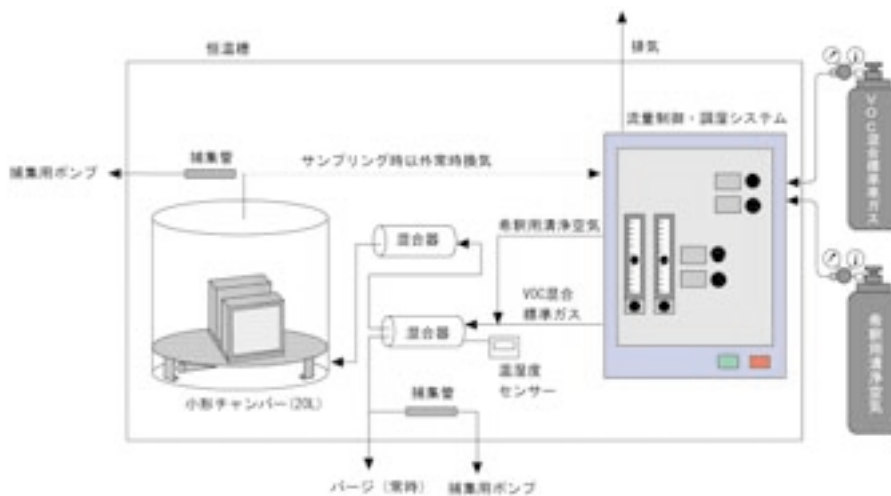 恒温槽
排気
流量制御・調湿システム
VOC混合標準ガス
捕集管
サンプリング時以外常時換気
捕集用ポンプ
混合器
希釈用清浄空気
VOC混合
標準ガス
混合器
温湿度
センサー
希釈用清浄空気
小形チャンバー(20L)
捕集管
パージ（常時）
捕集用ポンプ